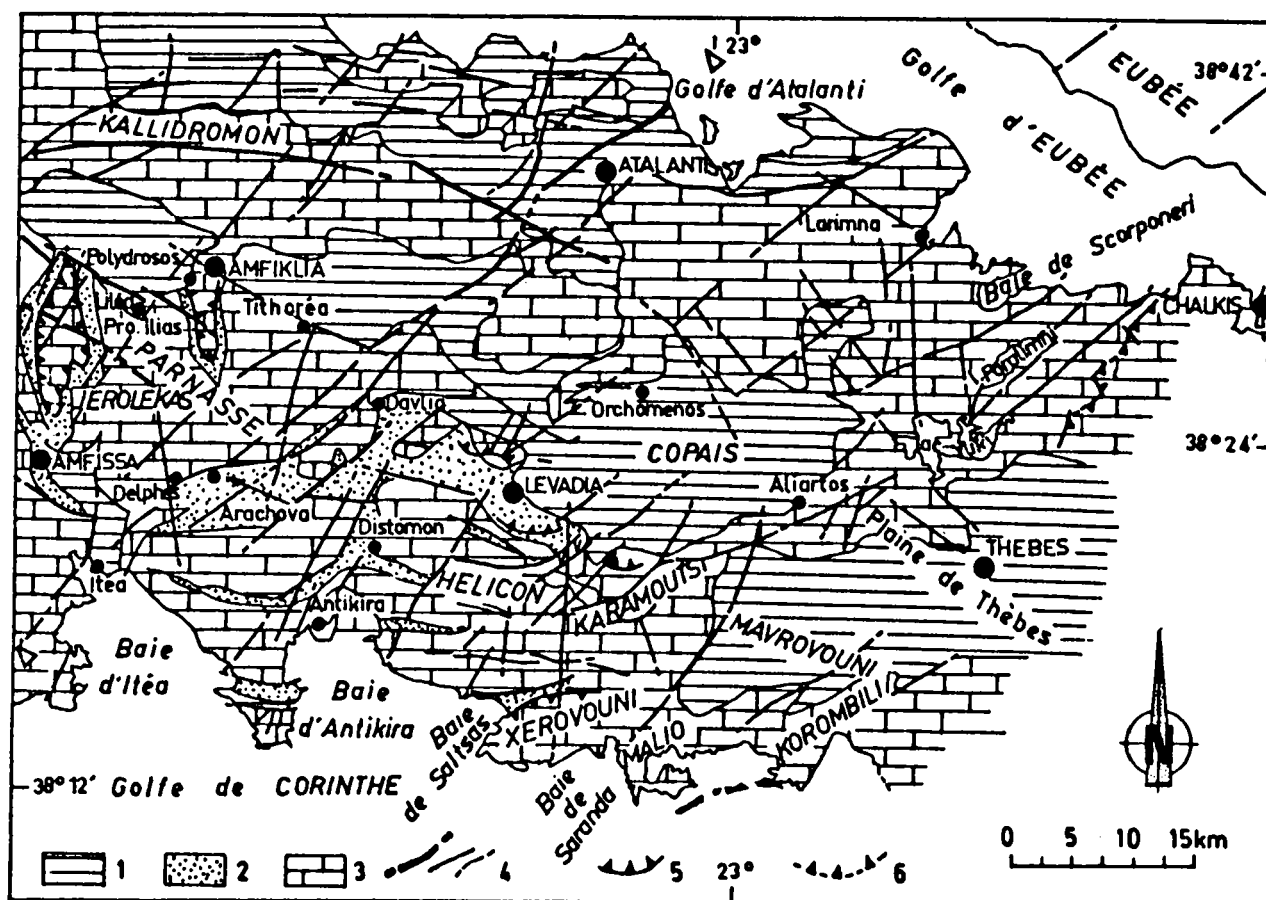 23°
Golfe d'Atalanti
Golfe
d'EUBÉE
EUBÉE
38°42'
KALLIDROMON
ATALANTI
Larimna
Baie de Scorponeri
Polydrosos
AMFIKLIA
Lilea
Pro. Ilias
Tithoréa
CHALKIS
Paralimni
PARNASSE
JEROLEKAS
Davlia
Orchomenos
COPAIS
38°24'
AMFISSA
Delphes
Arachova
LEVADIA
Aliartos
Distomon
Plaine de Thèbes
THEBES
Itéa
HELICON
Antikira
KARAMOUTSI
MAVROVOUNI
Baie
d'Itéa
Baie
d'Antikira
Baie
de Saltsas
XEROVOUNI
MALIO
KOROMBILI
N
38°12' Golfe de CORINTHE
Baie
de
Saranda
0 5 10 15km
1 2 3 4 5 6
23°